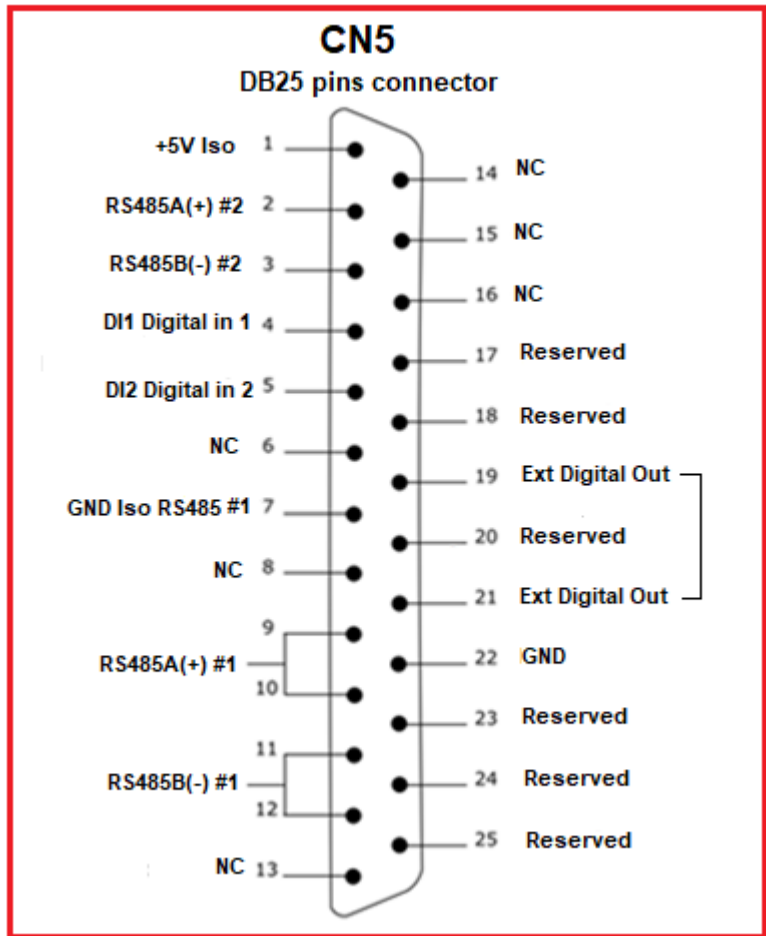 CN5
DB25 pins connector
+5V Iso 1
14 NC
RS485A(+) #2 2
15 NC
RS485B(-) #2 3
16 NC
DI1 Digital in 1 4
17 Reserved
DI2 Digital in 2 5
18 Reserved
NC 6
19 Ext Digital Out
GND Iso RS485 #1 7
20 Reserved
NC 8
21 Ext Digital Out
9
RS485A(+) #1
22 GND
10
23 Reserved
11
RS485B(-) #1
24 Reserved
12
25 Reserved
NC 13